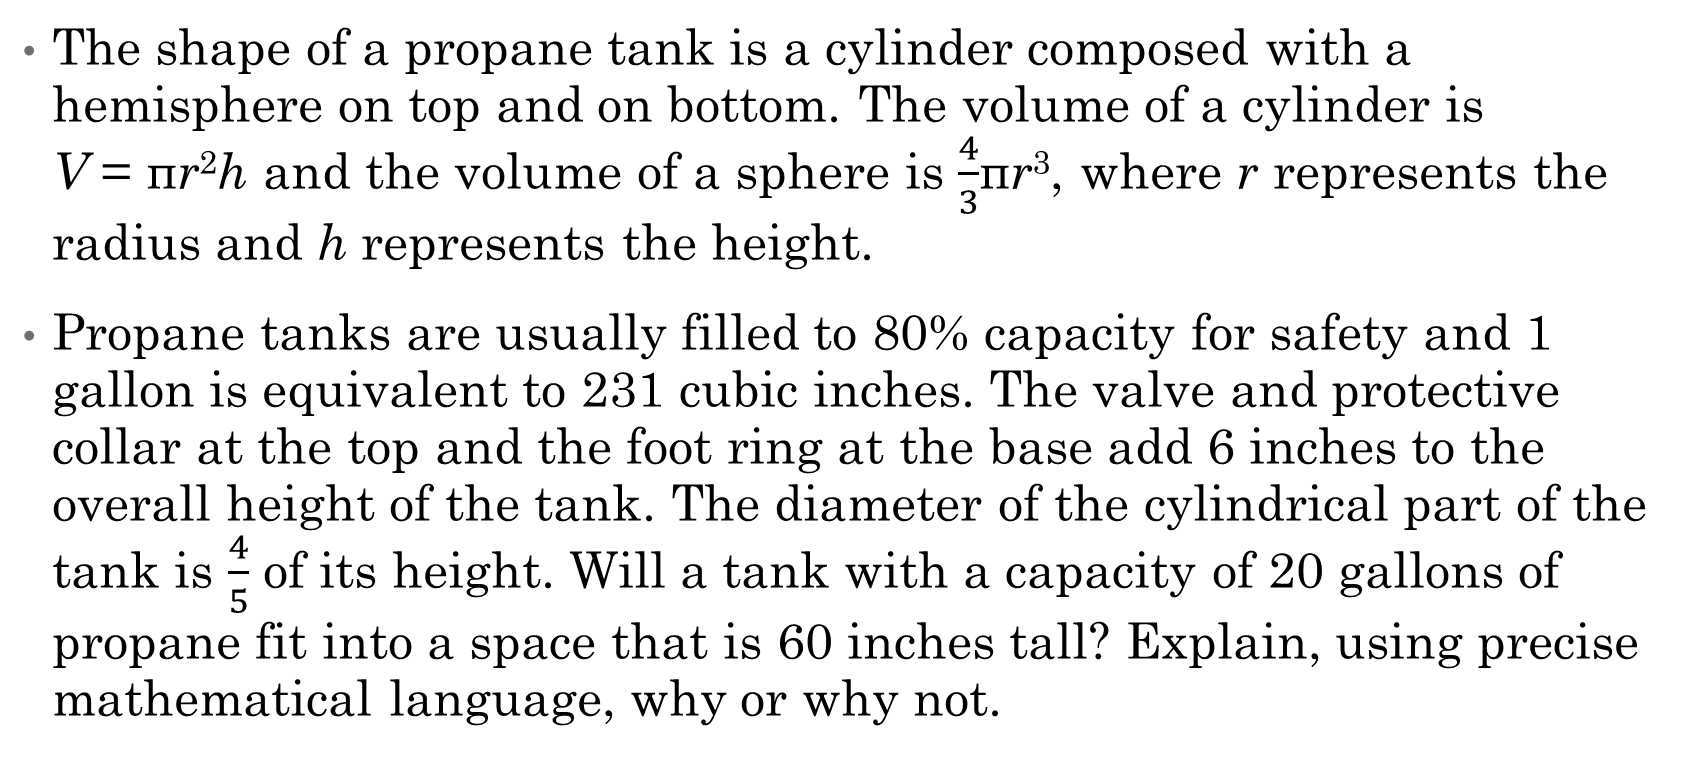 • The shape of a propane tank is a cylinder composed with a
hemisphere on top and on bottom. The volume of a cylinder is
V = πr²h and the volume of a sphere is 4/3πr³, where r represents the
radius and h represents the height.
• Propane tanks are usually filled to 80% capacity for safety and 1
gallon is equivalent to 231 cubic inches. The valve and protective
collar at the top and the foot ring at the base add 6 inches to the
overall height of the tank. The diameter of the cylindrical part of the
tank is 4/5 of its height. Will a tank with a capacity of 20 gallons of
propane fit into a space that is 60 inches tall? Explain, using precise
mathematical language, why or why not.